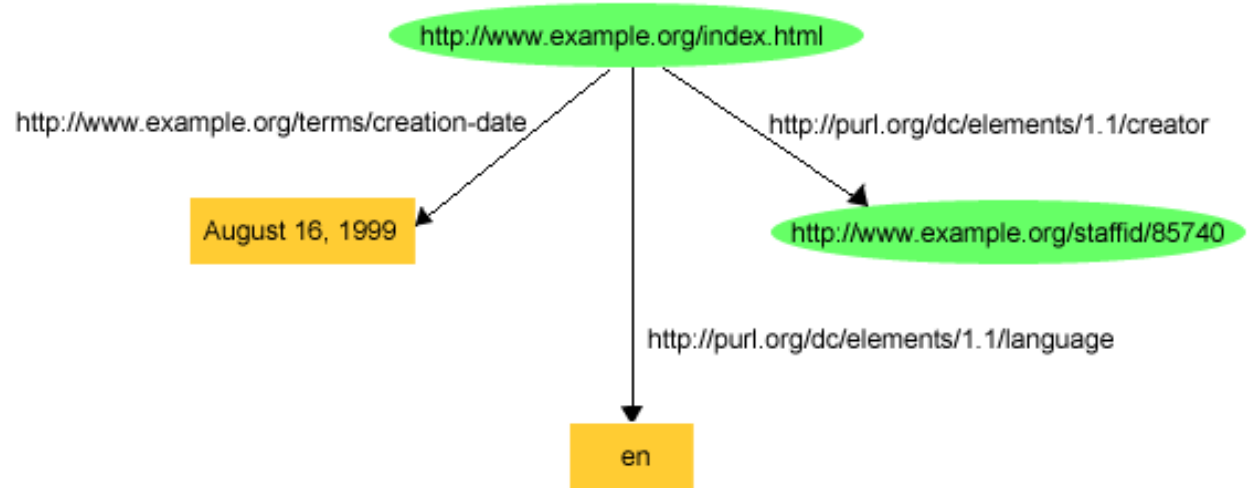 http://www.example.org/index.html
http://www.example.org/terms/creation-date
http://purl.org/dc/elements/1.1/creator
August 16, 1999
http://www.example.org/staffid/85740
http://purl.org/dc/elements/1.1/language
en